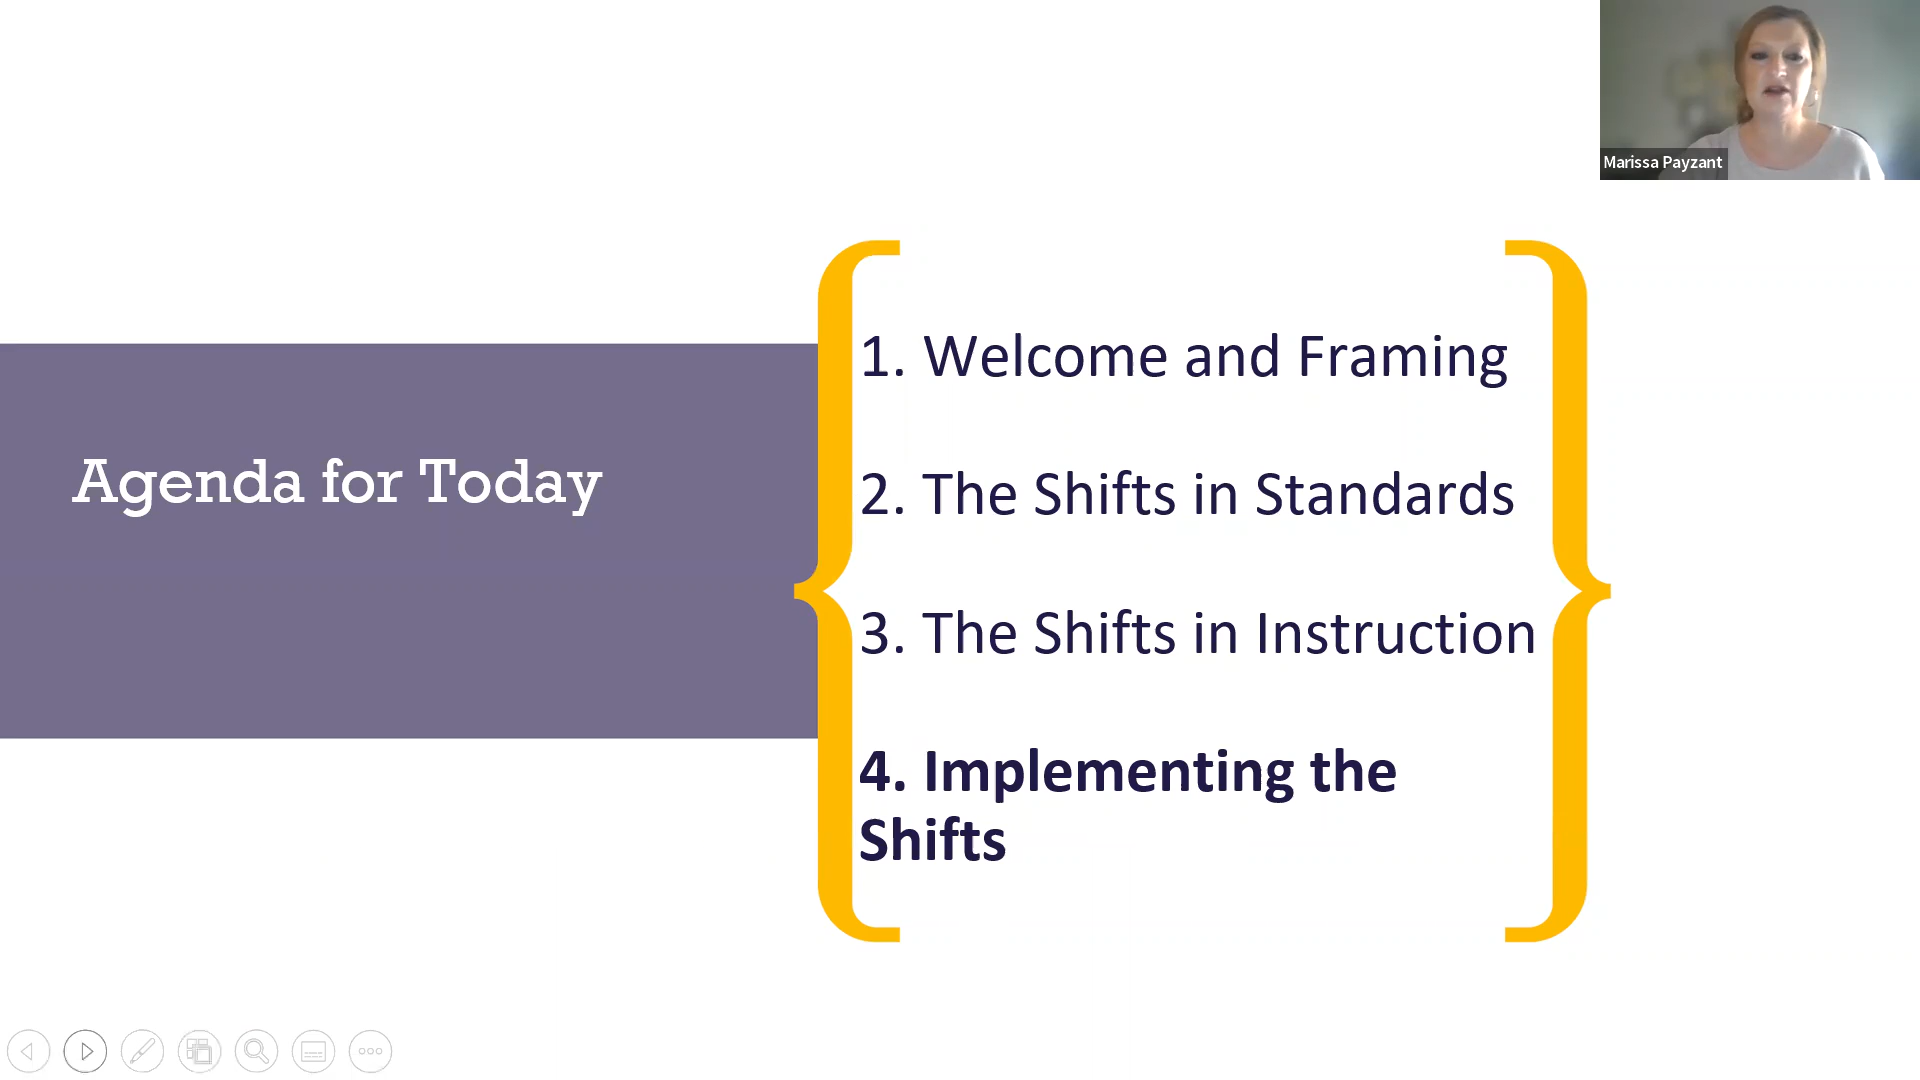 Marissa Payzant
Agenda for Today
1. Welcome and Framing
2. The Shifts in Standards
3. The Shifts in Instruction
4. Implementing the
Shifts